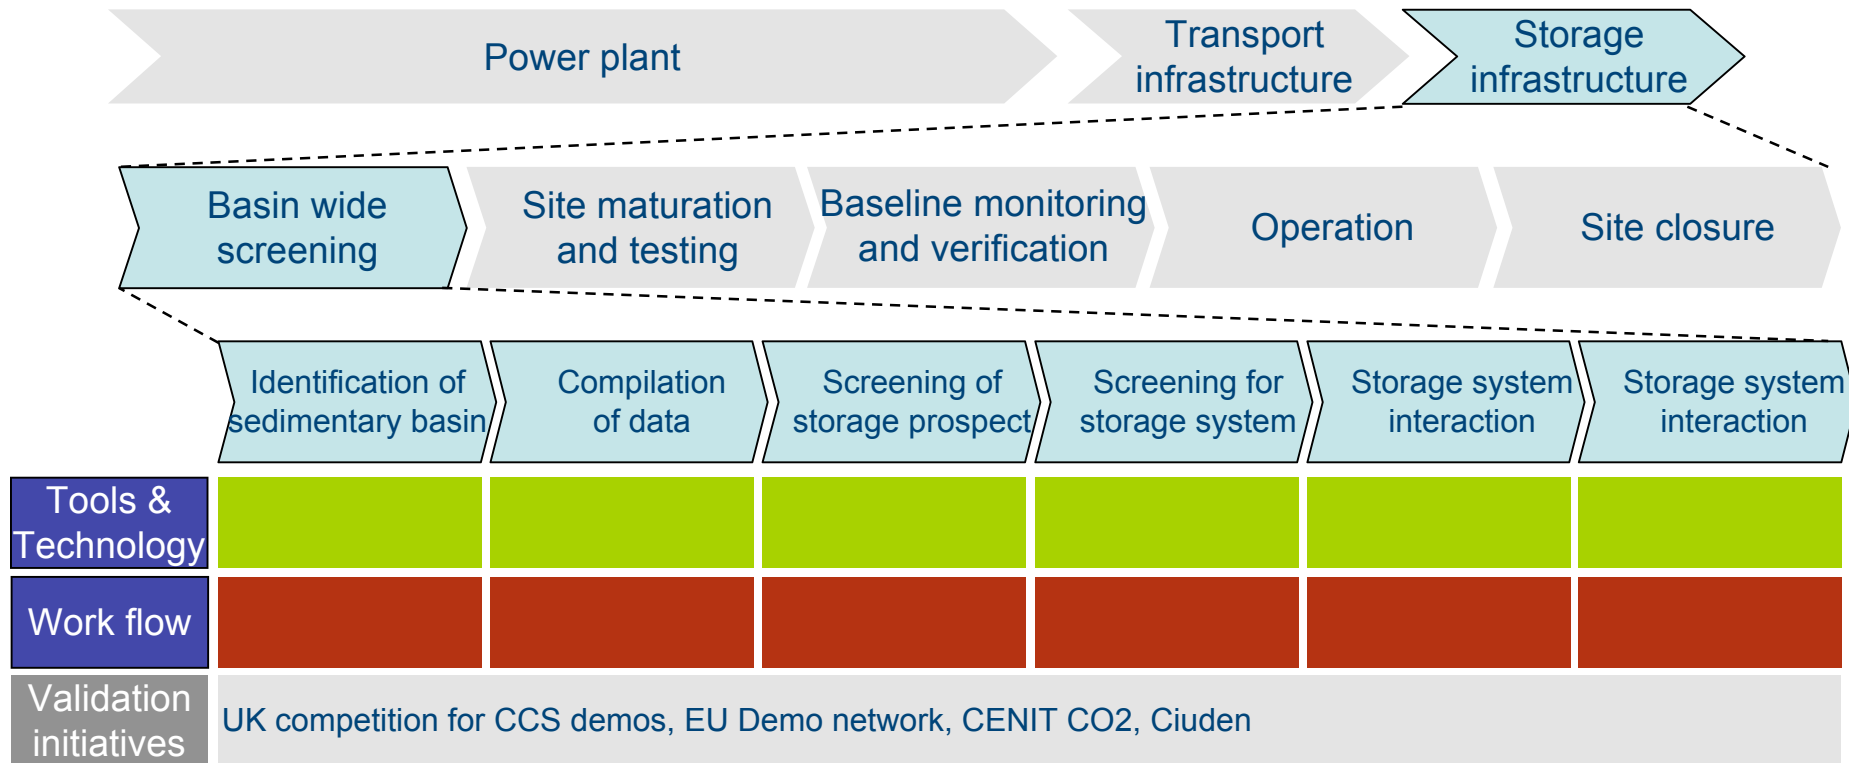 Power plant
Transport
infrastructure
Storage
infrastructure
Basin wide
screening
Site maturation
and testing
Baseline monitoring
and verification
Operation
Site closure
Identification of
sedimentary basin
Compilation
of data
Screening of
storage prospect
Screening for
storage system
Storage system
interaction
Storage system
interaction
Tools &
Technology
Work flow
Validation
initiatives
UK competition for CCS demos, EU Demo network, CENIT CO2, Ciuden